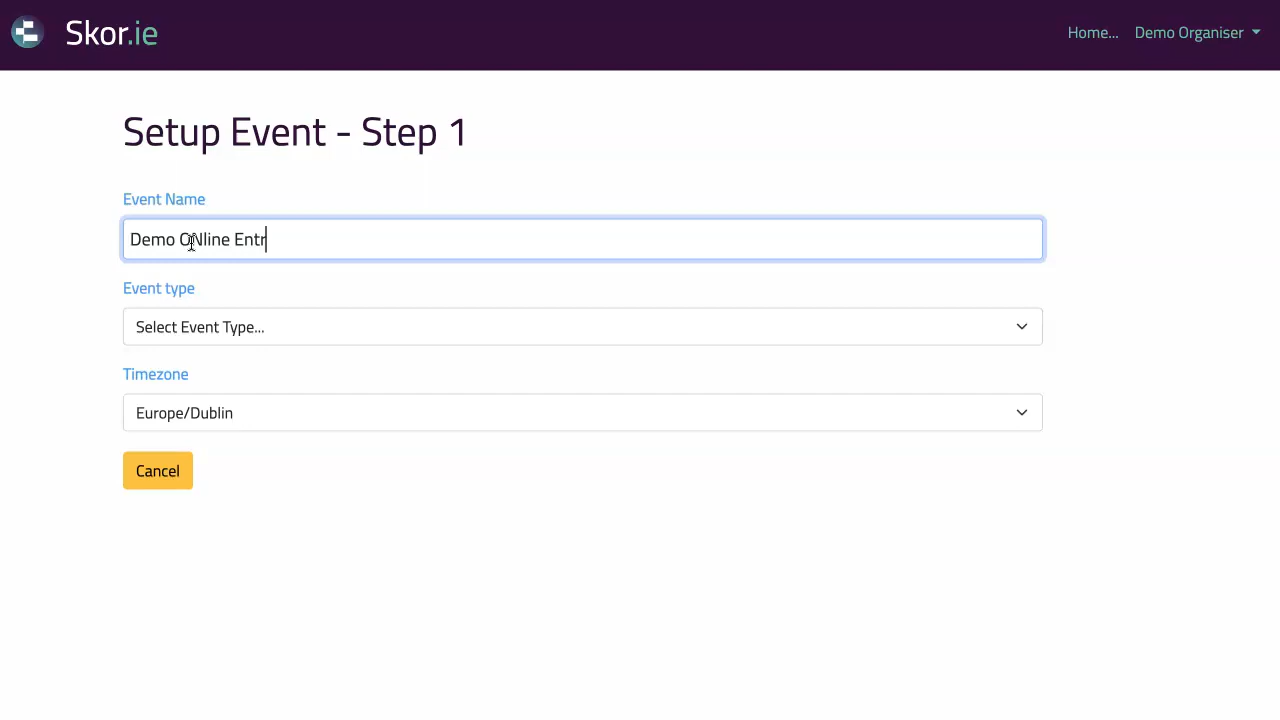 Skor.ie
Home... Demo Organiser
Setup Event - Step 1
Event Name
Demo ONline Entr
Event type
Select Event Type...
Timezone
Europe/Dublin
Cancel